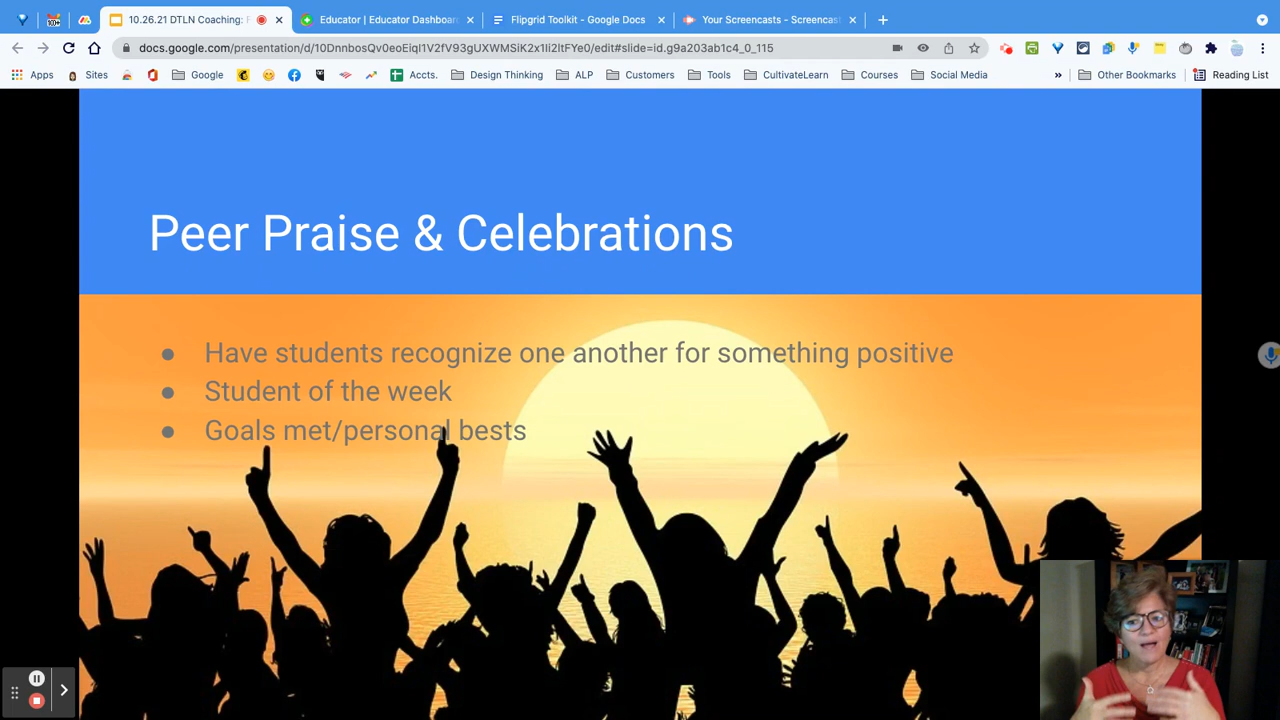 10.26.21 DTLN Coaching: F
Educator | Educator Dashboar
Flipgrid Toolkit - Google Docs
Your Screencasts - Screencast
docs.google.com/presentation/d/10DnnbosQv0eoEiqI1V2fV93gUXWMSiK2x1Ii2ltFYe0/edit#slide=id.g9a203ab1c4_0_115
Apps
Sites
Google
Accts.
Design Thinking
ALP
Customers
Tools
CultivateLearn
Courses
Social Media
»
Other Bookmarks
Reading List
Peer Praise & Celebrations
● Have students recognize one another for something positive
● Student of the week
● Goals met/personal bests